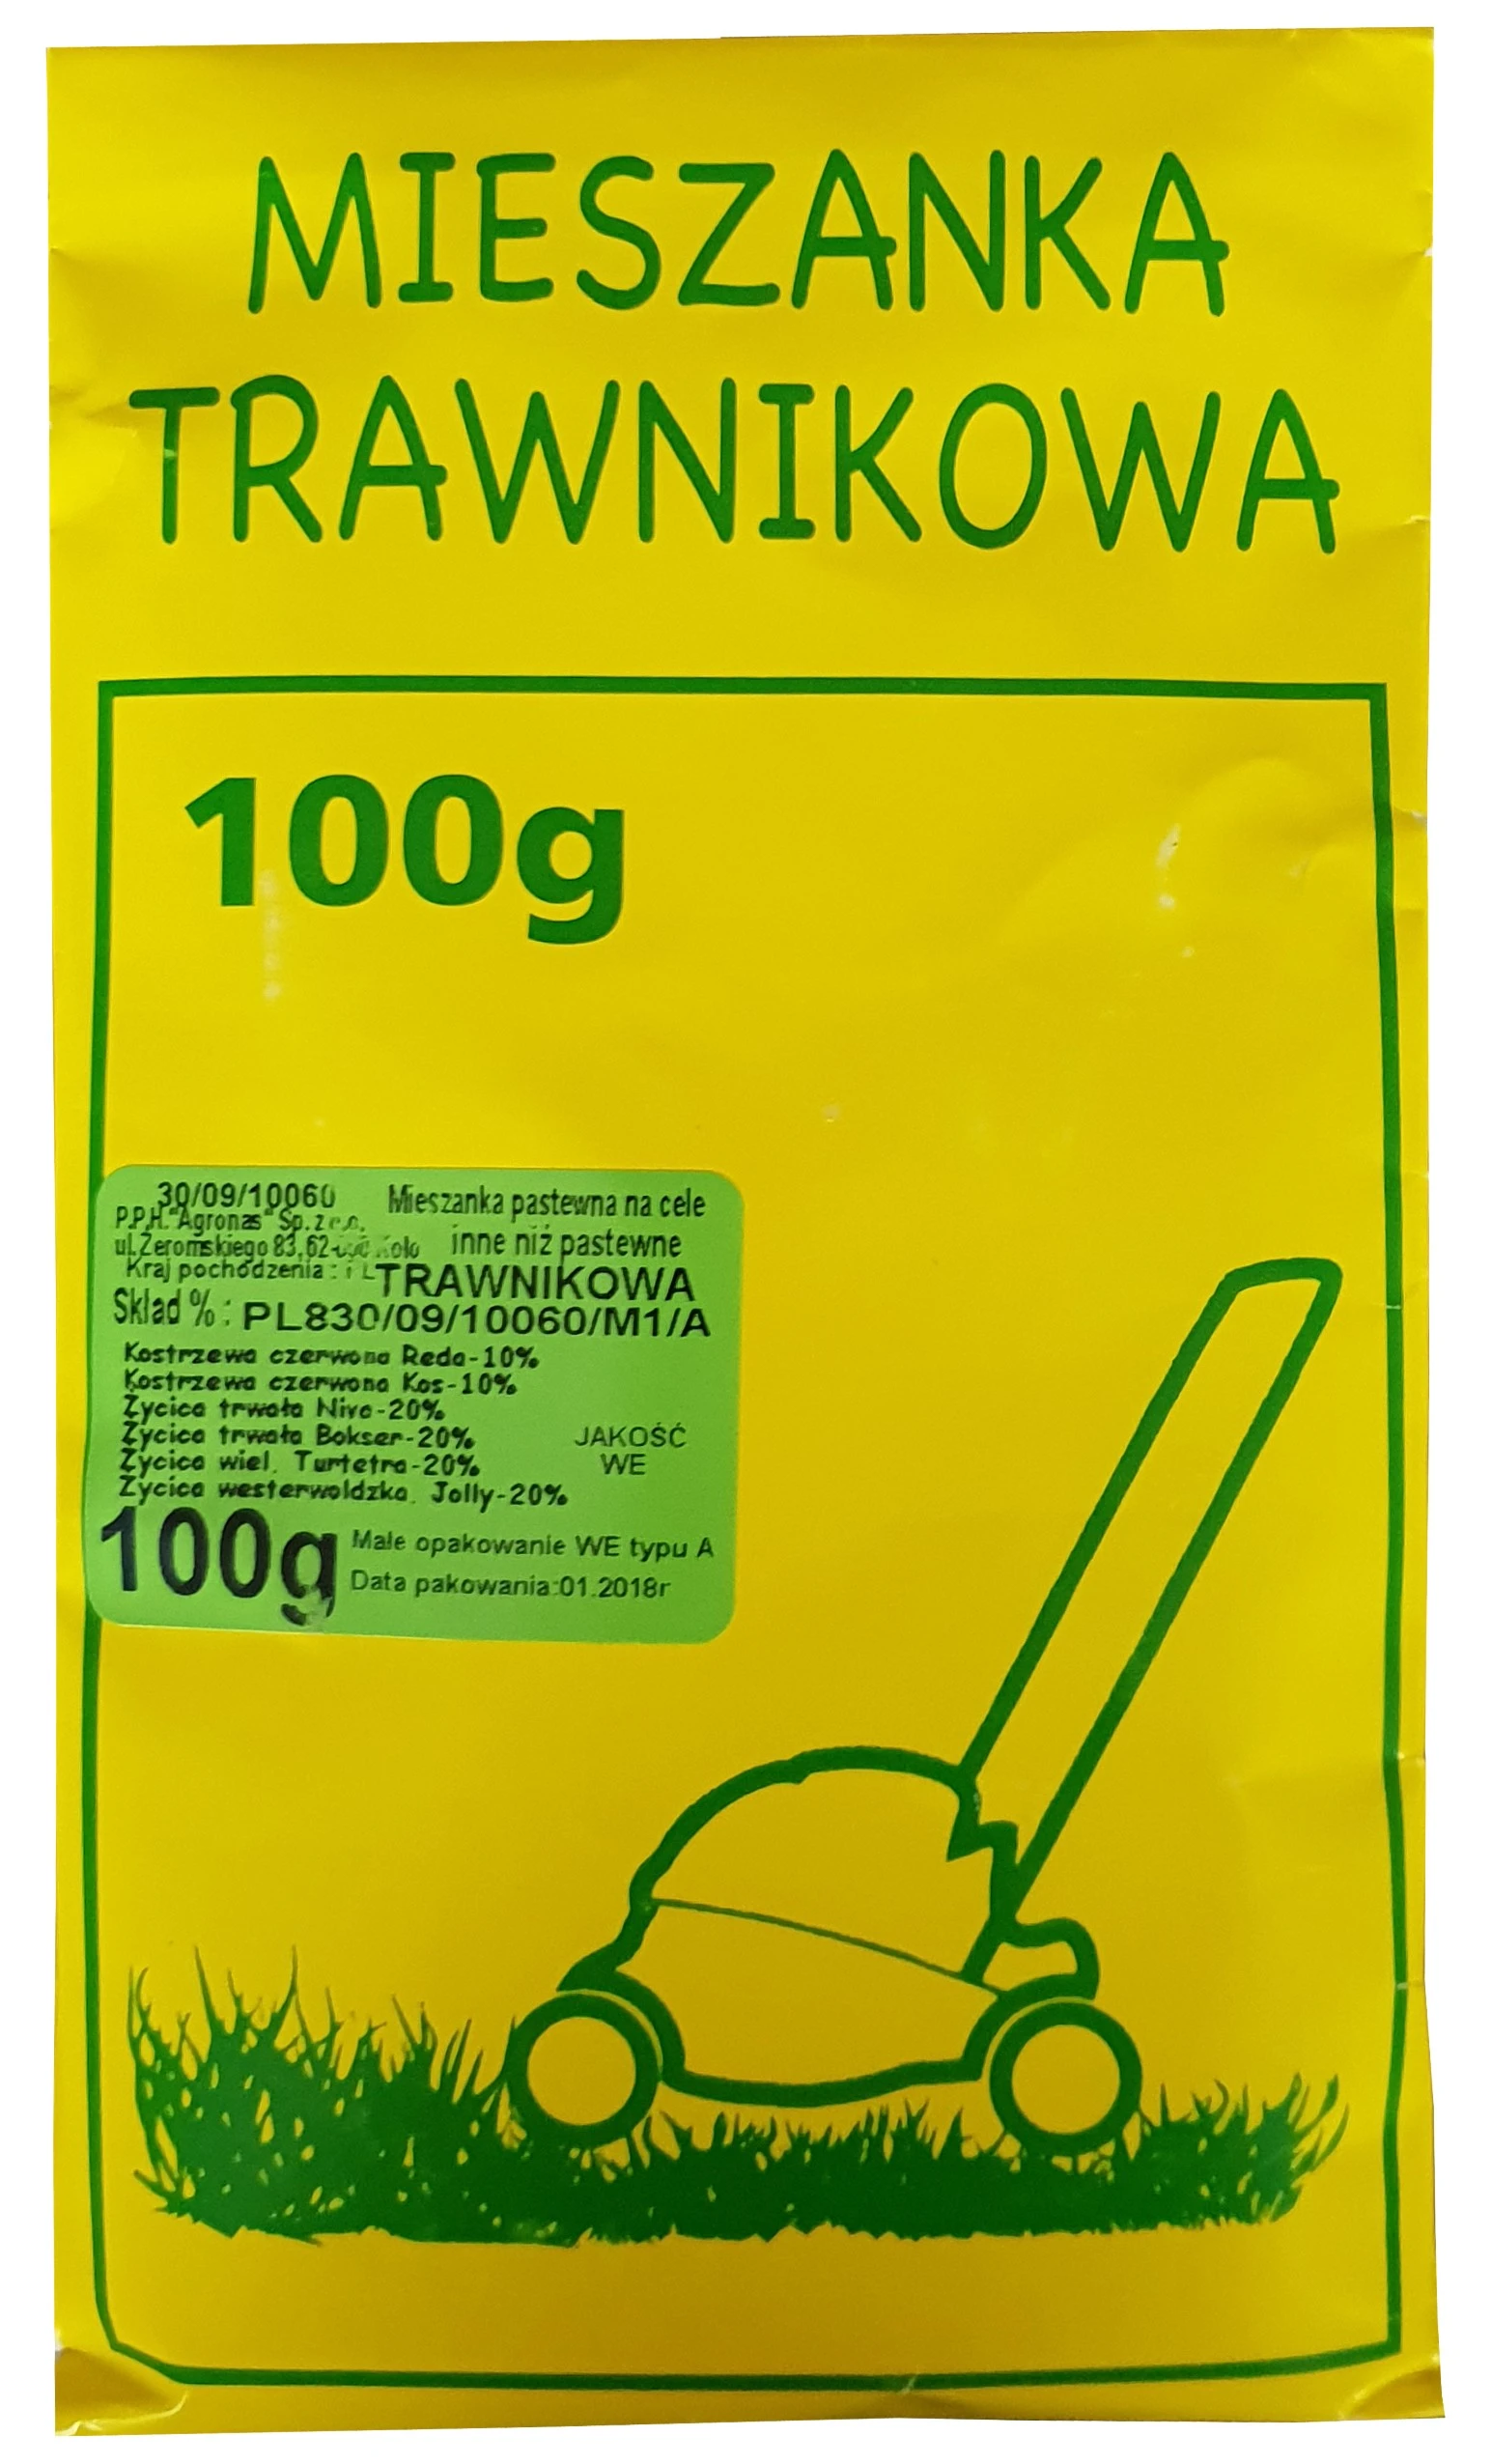 MIESZANKA
TRAWNIKOWA
100g
30/09/10060
P.P.H."Agronas" Sp. z
ul.Żeromskiego 83,62- Koło
Kraj pochodzenia :
Mieszanka pastewna na cele
inne niż pastewne
TRAWNIKOWA
Skład % : PL830/09/10060/M1/A
Kostrzewa czerwona Reda-10%
Kostrzewa czerwona Kos-10%
Życica trwała Niva-20%
Życica trwała Bokser-20%
Życica wiel. Turtetra-20%
Życica westerwoldzka. Jolly-20%
JAKOŚĆ
WE
100g
Małe opakowanie WE typu A
Data pakowania:01.2018r